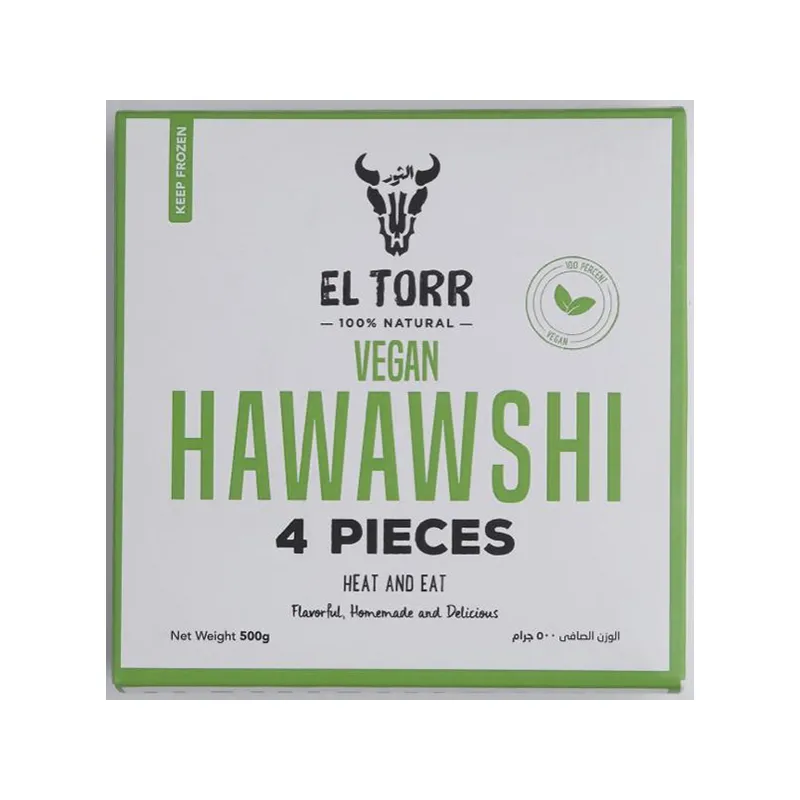 KEEP FROZEN
الثور
EL TORR
— 100% NATURAL —
100 PERCENT
VEGAN
VEGAN
HAWAWSHI
4 PIECES
HEAT AND EAT
Flavorful, Homemade and Delicious
Net Weight 500g
الوزن الصافى ٥٠٠ جرام